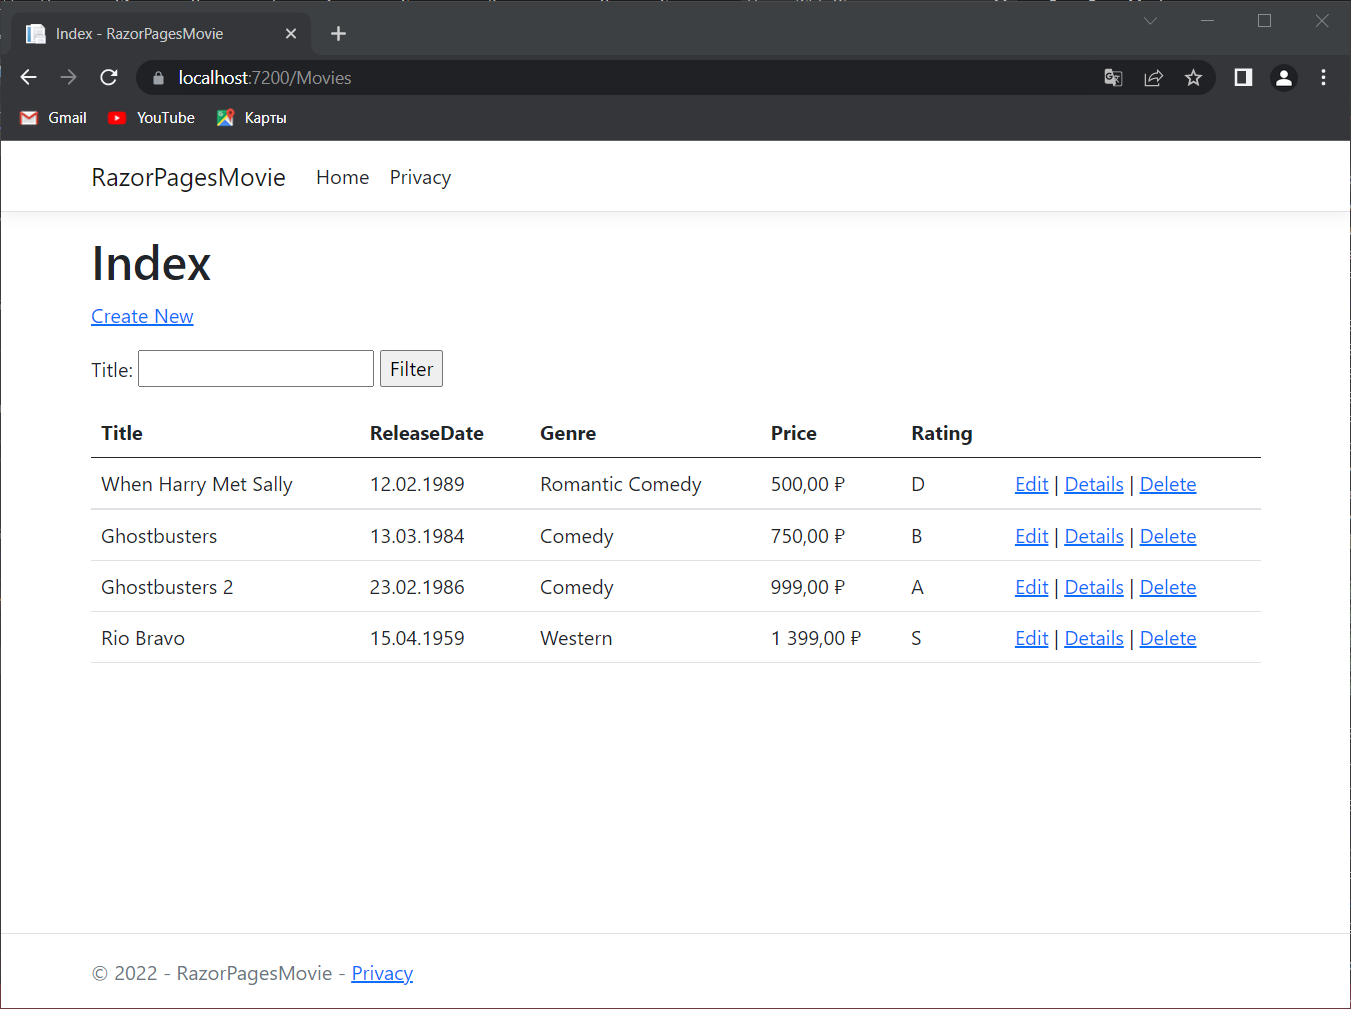 Index - RazorPagesMovie
localhost:7200/Movies
Gmail YouTube Карты
RazorPagesMovie Home Privacy
Index
Create New
Title: Filter
Title ReleaseDate Genre Price Rating
When Harry Met Sally 12.02.1989 Romantic Comedy 500,00 ₽ D Edit | Details | Delete
Ghostbusters 13.03.1984 Comedy 750,00 ₽ B Edit | Details | Delete
Ghostbusters 2 23.02.1986 Comedy 999,00 ₽ A Edit | Details | Delete
Rio Bravo 15.04.1959 Western 1 399,00 ₽ S Edit | Details | Delete
© 2022 - RazorPagesMovie - Privacy